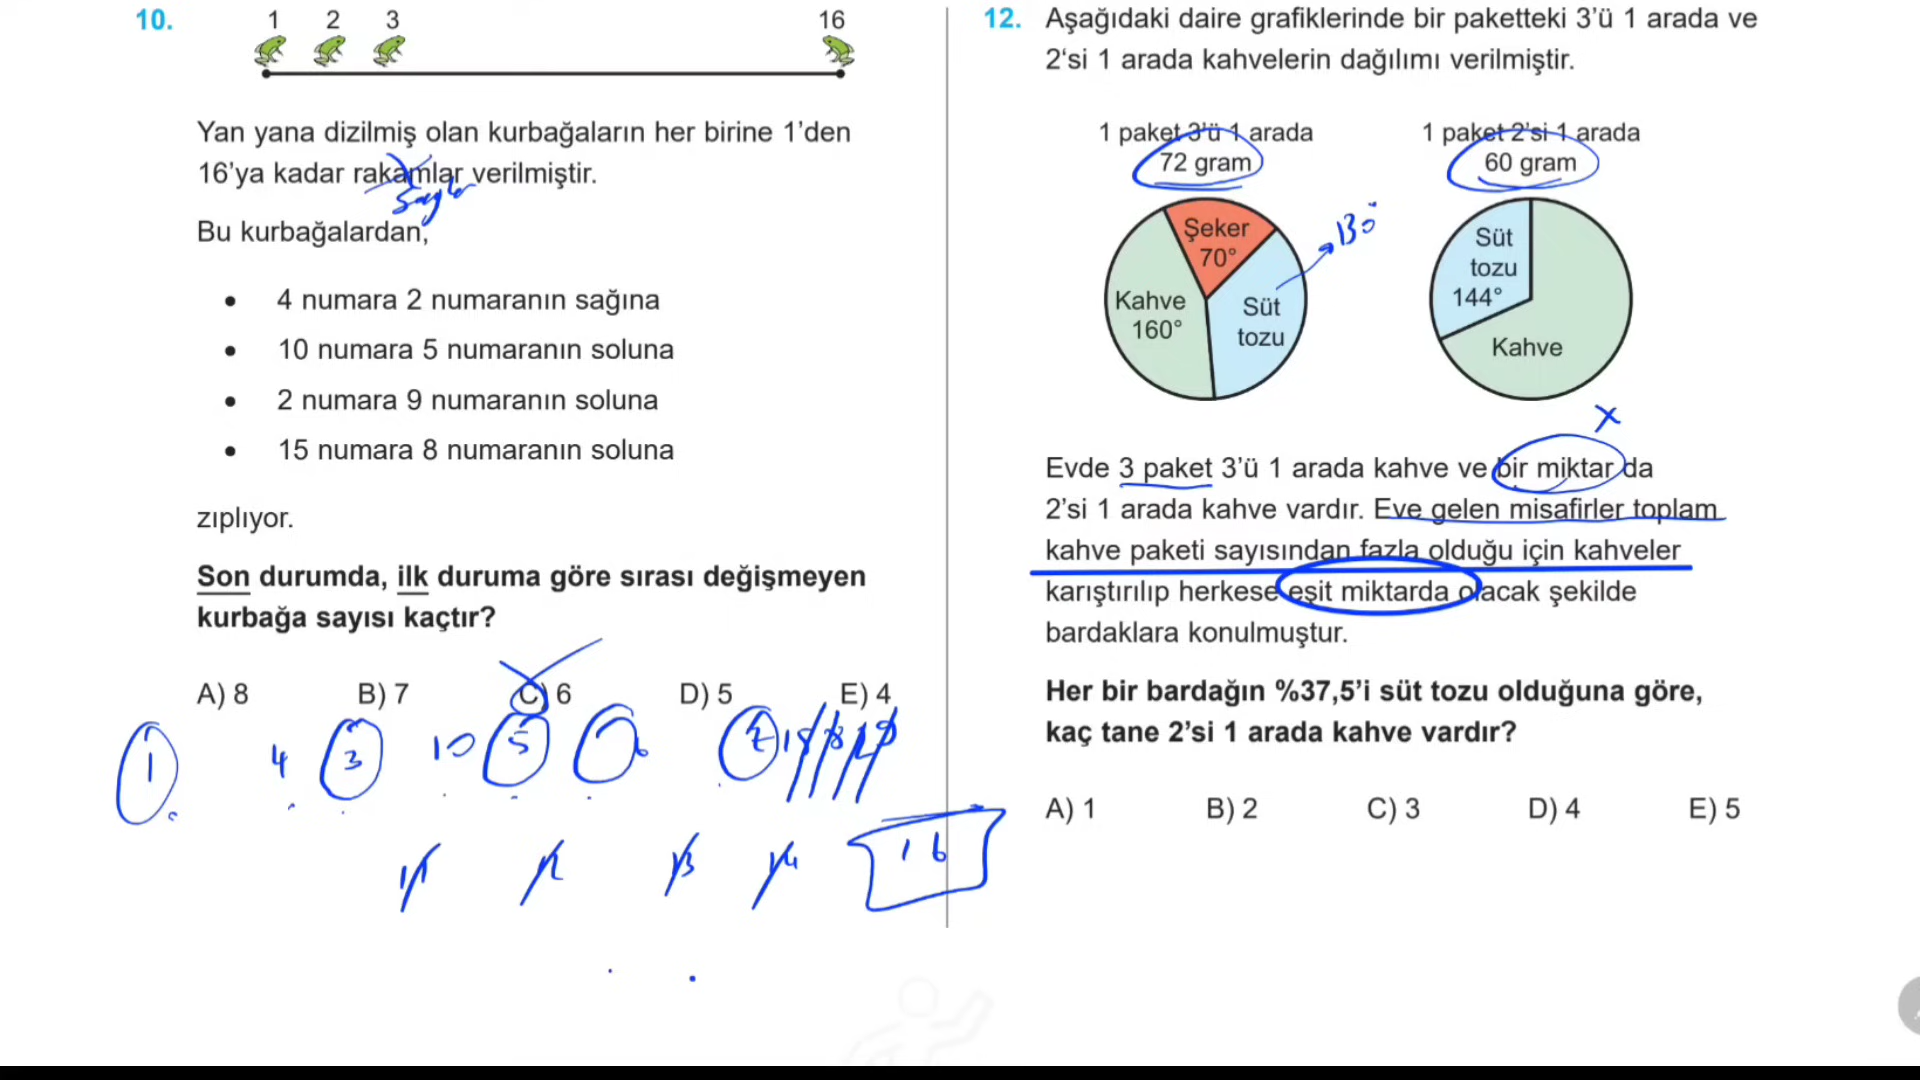 10.
1 2 3 16
Yan yana dizilmiş olan kurbağaların her birine 1’den
16’ya kadar rakamlar verilmiştir.
Bu kurbağalardan,
• 4 numara 2 numaranın sağına
• 10 numara 5 numaranın soluna
• 2 numara 9 numaranın soluna
• 15 numara 8 numaranın soluna
zıplıyor.
Son durumda, ilk duruma göre sırası değişmeyen
kurbağa sayısı kaçtır?
A) 8 B) 7 C) 6 D) 5 E) 4
1 4 3 10 5
11 12 13 14 16
12. Aşağıdaki daire grafiklerinde bir paketteki 3’ü 1 arada ve
2‘si 1 arada kahvelerin dağılımı verilmiştir.
1 paket 3’ü 1 arada
72 gram
Şeker
70°
Kahve
160°
Süt
tozu
130°
1 paket 2’si 1 arada
60 gram
Süt
tozu
144°
Kahve
x
Evde 3 paket 3’ü 1 arada kahve ve bir miktar da
2’si 1 arada kahve vardır. Eve gelen misafirler toplam
kahve paketi sayısından fazla olduğu için kahveler
karıştırılıp herkese eşit miktarda olacak şekilde
bardaklara konulmuştur.
Her bir bardağın %37,5’i süt tozu olduğuna göre,
kaç tane 2’si 1 arada kahve vardır?
A) 1 B) 2 C) 3 D) 4 E) 5